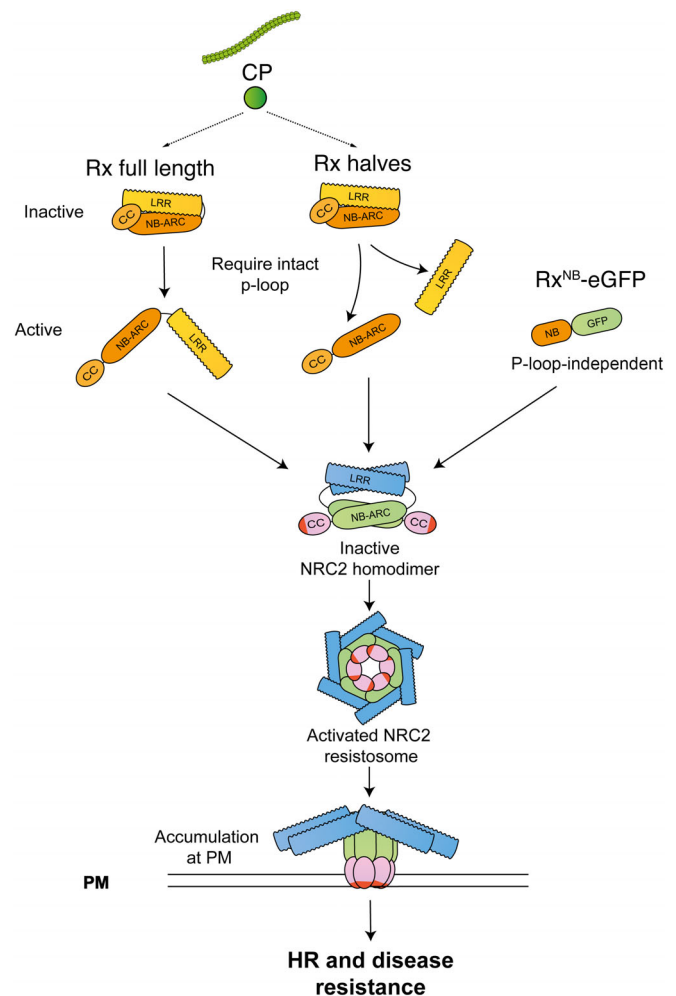 CP
Rx full length
Rx halves
Inactive
LRR
CC
NB-ARC
LRR
CC
NB-ARC
Require intact
p-loop
LRR
Rx^NB-eGFP
Active
NB-ARC
LRR
CC
NB-ARC
CC
NB
GFP
P-loop-independent
LRR
CC
NB-ARC
CC
Inactive
NRC2 homodimer
Activated NRC2
resistosome
Accumulation
at PM
PM
HR and disease
resistance